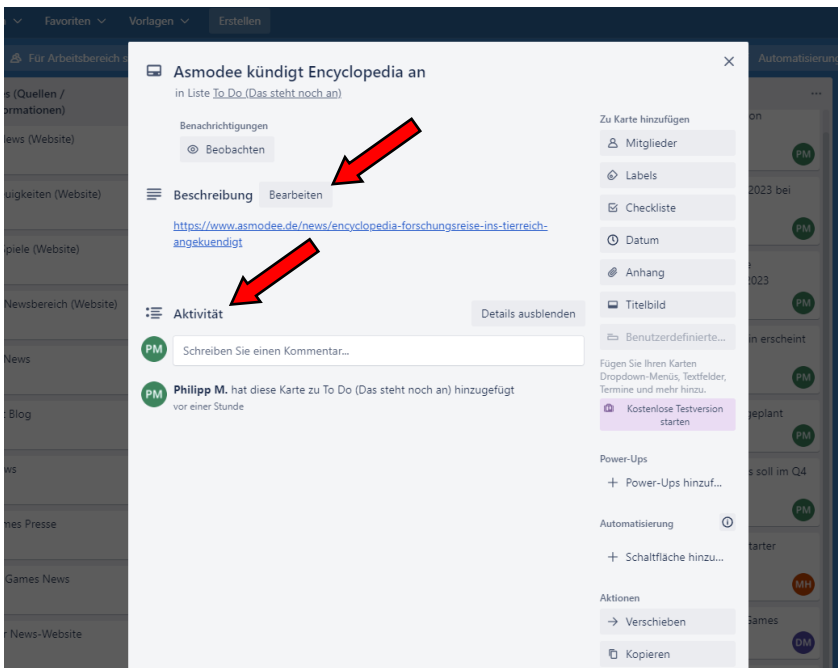 Favoriten
Vorlagen
Erstellen
Für Arbeitsbereich s
Automatisierung
s (Quellen /
ormationen)
ews (Website)
uigkeiten (Website)
piele (Website)
Newsbereich (Website)
News
Blog
ws
mes Presse
Games News
r News-Website
Asmodee kündigt Encyclopedia an
in Liste To Do (Das steht noch an)
Benachrichtigungen
Beobachten
Beschreibung Bearbeiten
https://www.asmodee.de/news/encyclopedia-forschungsreise-ins-tierreich-
angekuendigt
Aktivität
Details ausblenden
PM
Schreiben Sie einen Kommentar...
PM
Philipp M. hat diese Karte zu To Do (Das steht noch an) hinzugefügt
vor einer Stunde
Zu Karte hinzufügen
Mitglieder
Labels
Checkliste
Datum
Anhang
Titelbild
Benutzerdefinierte...
Fügen Sie Ihren Karten
Dropdown-Menüs, Textfelder,
Termine und mehr hinzu.
Kostenlose Testversion
starten
Power-Ups
+ Power-Ups hinzuf...
Automatisierung
+ Schaltfläche hinzu...
Aktionen
Verschieben
Kopieren
on
PM
2023 bei
PM
2023
PM
n erscheint
PM
geplant
PM
s soll im Q4
PM
tarter
MH
Games
DM